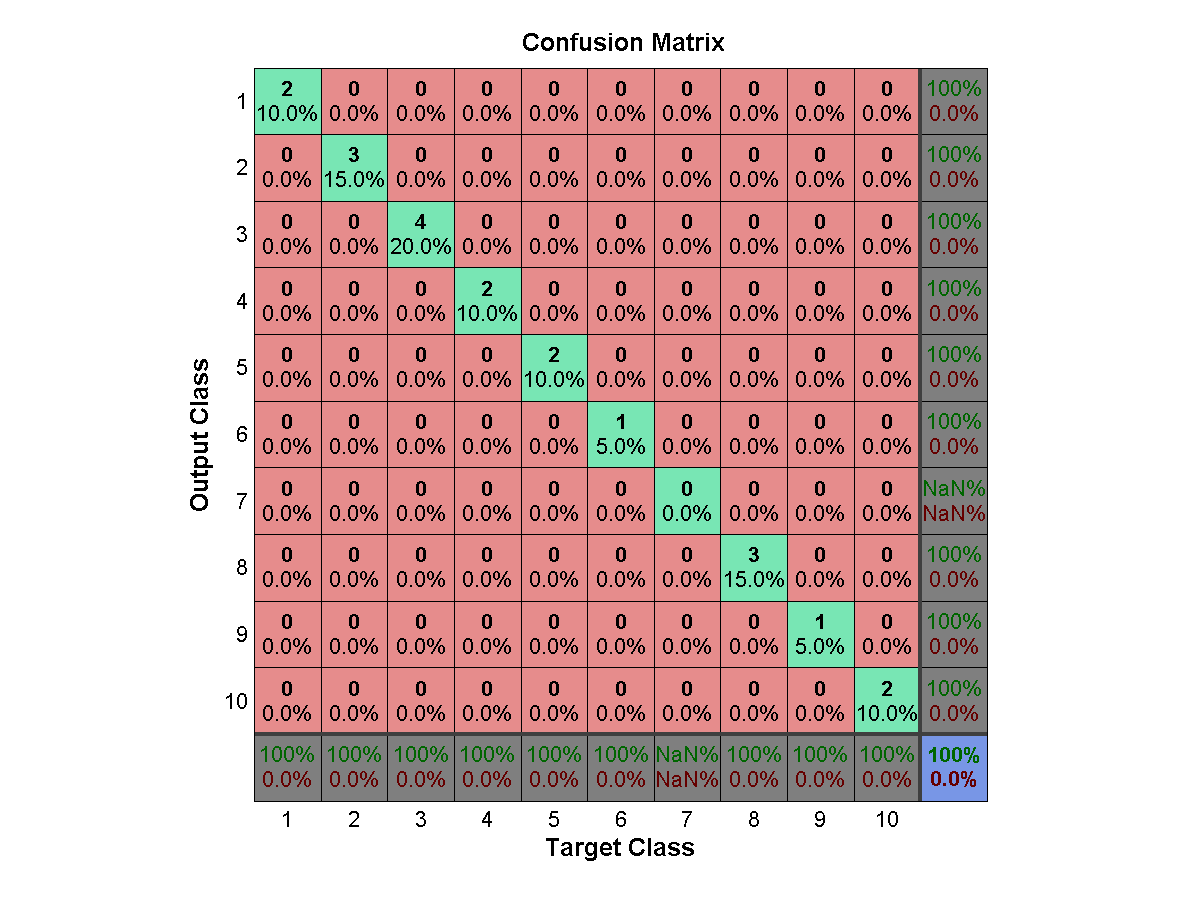 Confusion Matrix
1 2 0 0 0 0 0 0 0 0 0 100%
10.0% 0.0% 0.0% 0.0% 0.0% 0.0% 0.0% 0.0% 0.0% 0.0% 0.0%
2 0 3 0 0 0 0 0 0 0 0 100%
0.0% 15.0% 0.0% 0.0% 0.0% 0.0% 0.0% 0.0% 0.0% 0.0% 0.0%
3 0 0 4 0 0 0 0 0 0 0 100%
0.0% 0.0% 20.0% 0.0% 0.0% 0.0% 0.0% 0.0% 0.0% 0.0% 0.0%
4 0 0 0 2 0 0 0 0 0 0 100%
0.0% 0.0% 0.0% 10.0% 0.0% 0.0% 0.0% 0.0% 0.0% 0.0% 0.0%
5 0 0 0 0 2 0 0 0 0 0 100%
0.0% 0.0% 0.0% 0.0% 10.0% 0.0% 0.0% 0.0% 0.0% 0.0% 0.0%
6 0 0 0 0 0 1 0 0 0 0 100%
0.0% 0.0% 0.0% 0.0% 0.0% 5.0% 0.0% 0.0% 0.0% 0.0% 0.0%
7 0 0 0 0 0 0 0 0 0 0 NaN%
0.0% 0.0% 0.0% 0.0% 0.0% 0.0% 0.0% 0.0% 0.0% 0.0% NaN%
8 0 0 0 0 0 0 0 3 0 0 100%
0.0% 0.0% 0.0% 0.0% 0.0% 0.0% 0.0% 15.0% 0.0% 0.0% 0.0%
9 0 0 0 0 0 0 0 0 1 0 100%
0.0% 0.0% 0.0% 0.0% 0.0% 0.0% 0.0% 0.0% 5.0% 0.0% 0.0%
10 0 0 0 0 0 0 0 0 0 2 100%
0.0% 0.0% 0.0% 0.0% 0.0% 0.0% 0.0% 0.0% 0.0% 10.0% 0.0%
100% 100% 100% 100% 100% 100% NaN% 100% 100% 100% 100%
0.0% 0.0% 0.0% 0.0% 0.0% 0.0% NaN% 0.0% 0.0% 0.0% 0.0%
1 2 3 4 5 6 7 8 9 10
Target Class
Output Class